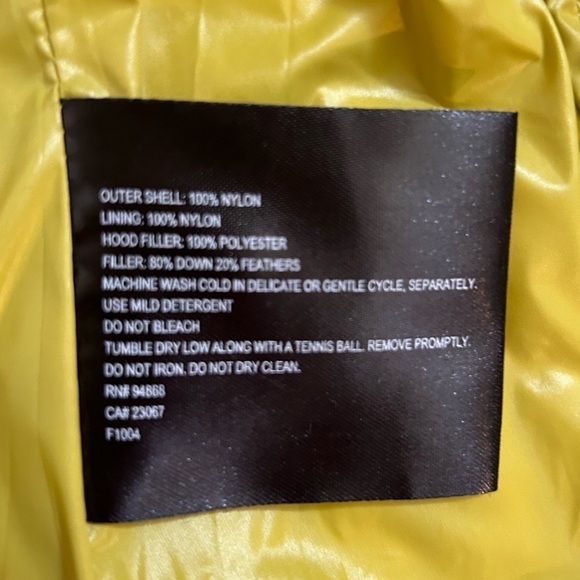 OUTER SHELL: 100% NYLON
LINING: 100% NYLON
HOOD FILLER: 100% POLYESTER
FILLER: 80% DOWN 20% FEATHERS
MACHINE WASH COLD IN DELICATE OR GENTLE CYCLE, SEPARATELY.
USE MILD DETERGENT
DO NOT BLEACH
TUMBLE DRY LOW ALONG WITH A TENNIS BALL. REMOVE PROMPTLY.
DO NOT IRON. DO NOT DRY CLEAN.
RN# 94868
CA# 23067
F1004